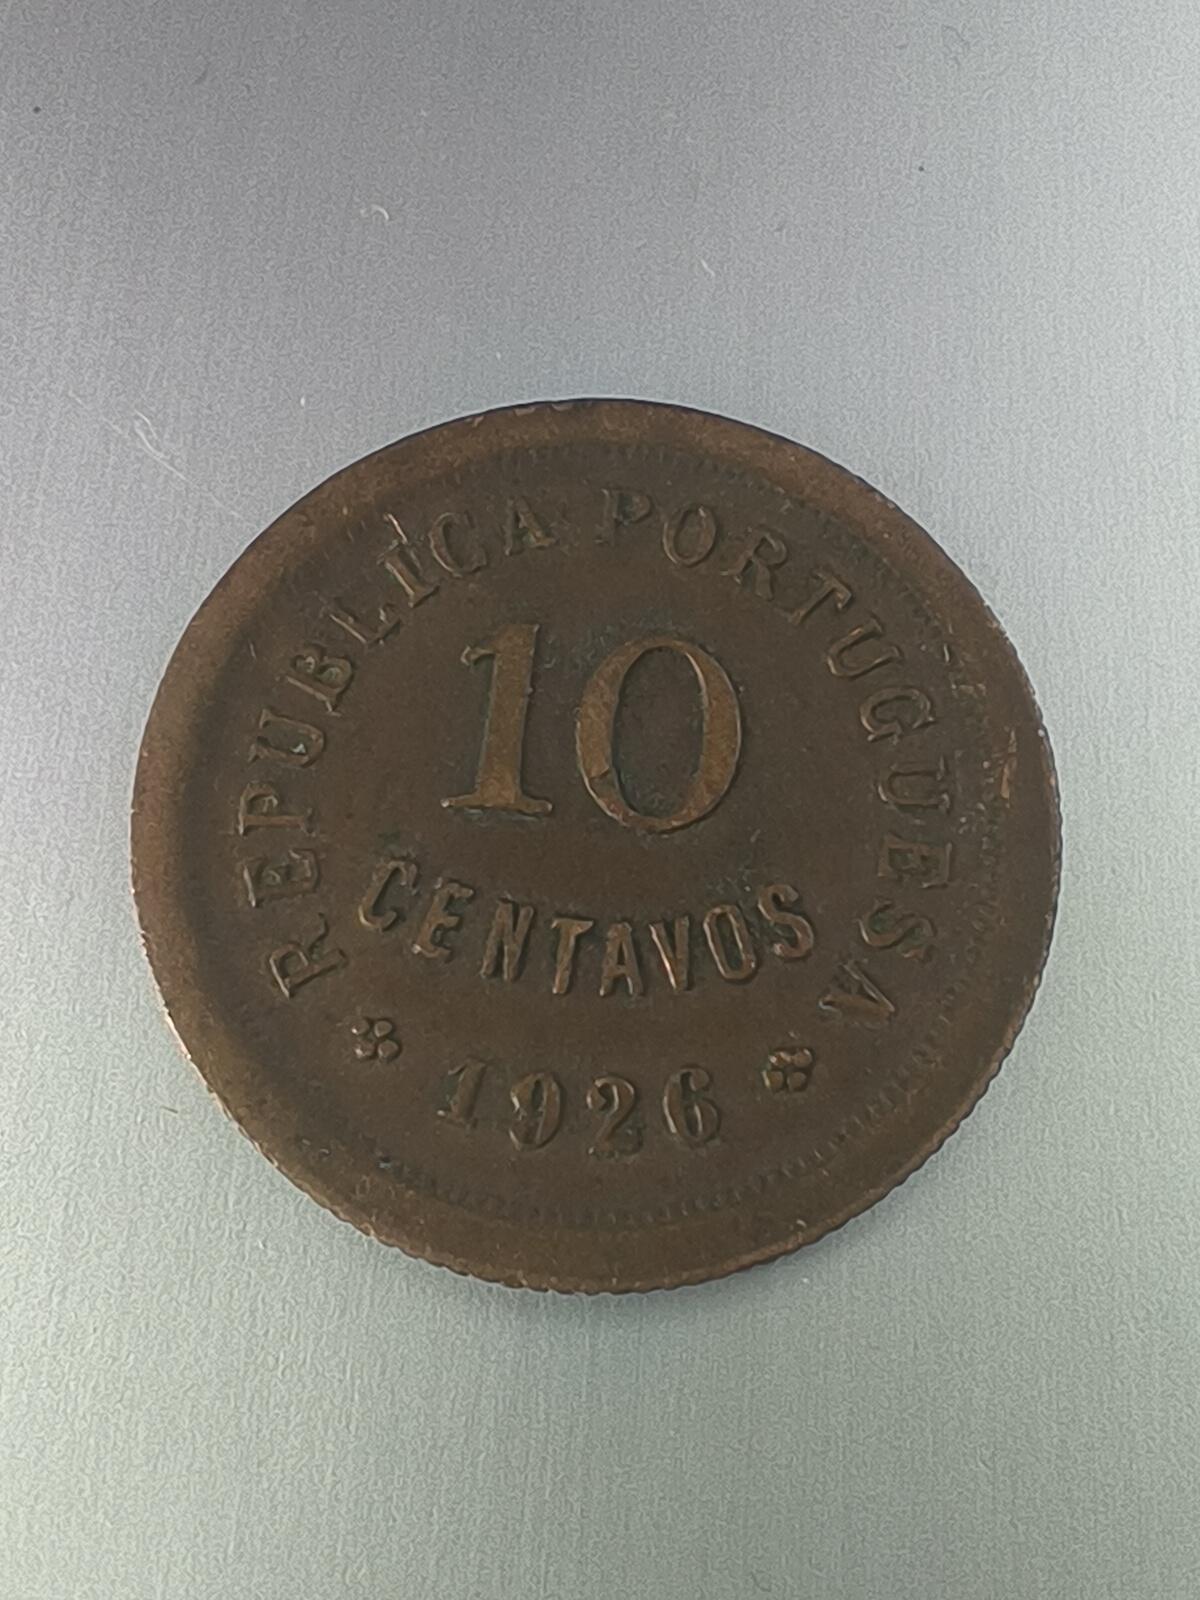 REPUBLICA PORTUGUESA
10
CENTAVOS
1926